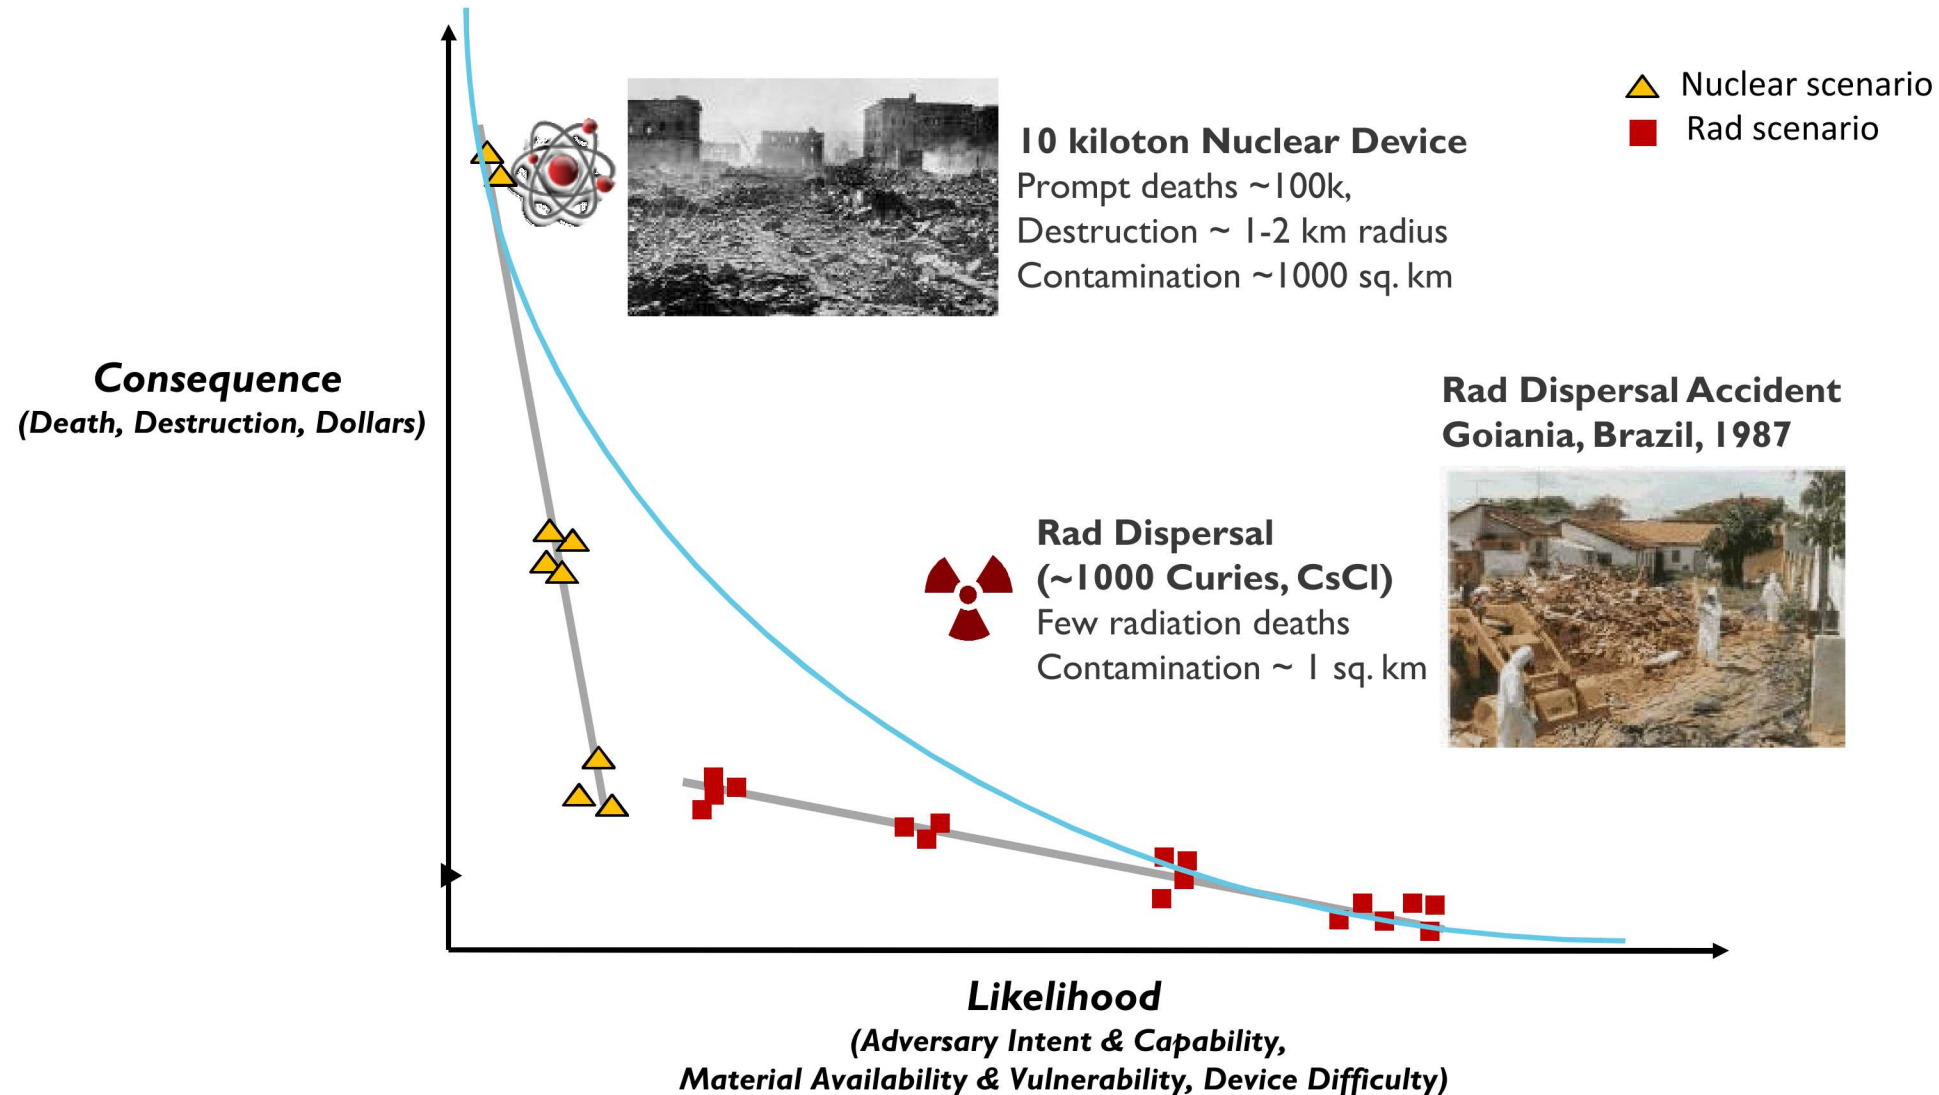 Nuclear scenario
Rad scenario
10 kiloton Nuclear Device
Prompt deaths ~100k,
Destruction ~ 1-2 km radius
Contamination ~1000 sq. km
Consequence
(Death, Destruction, Dollars)
Rad Dispersal Accident
Goiania, Brazil, 1987
Rad Dispersal
(~1000 Curies, CsCl)
Few radiation deaths
Contamination ~ 1 sq. km
Likelihood
(Adversary Intent & Capability,
Material Availability & Vulnerability, Device Difficulty)